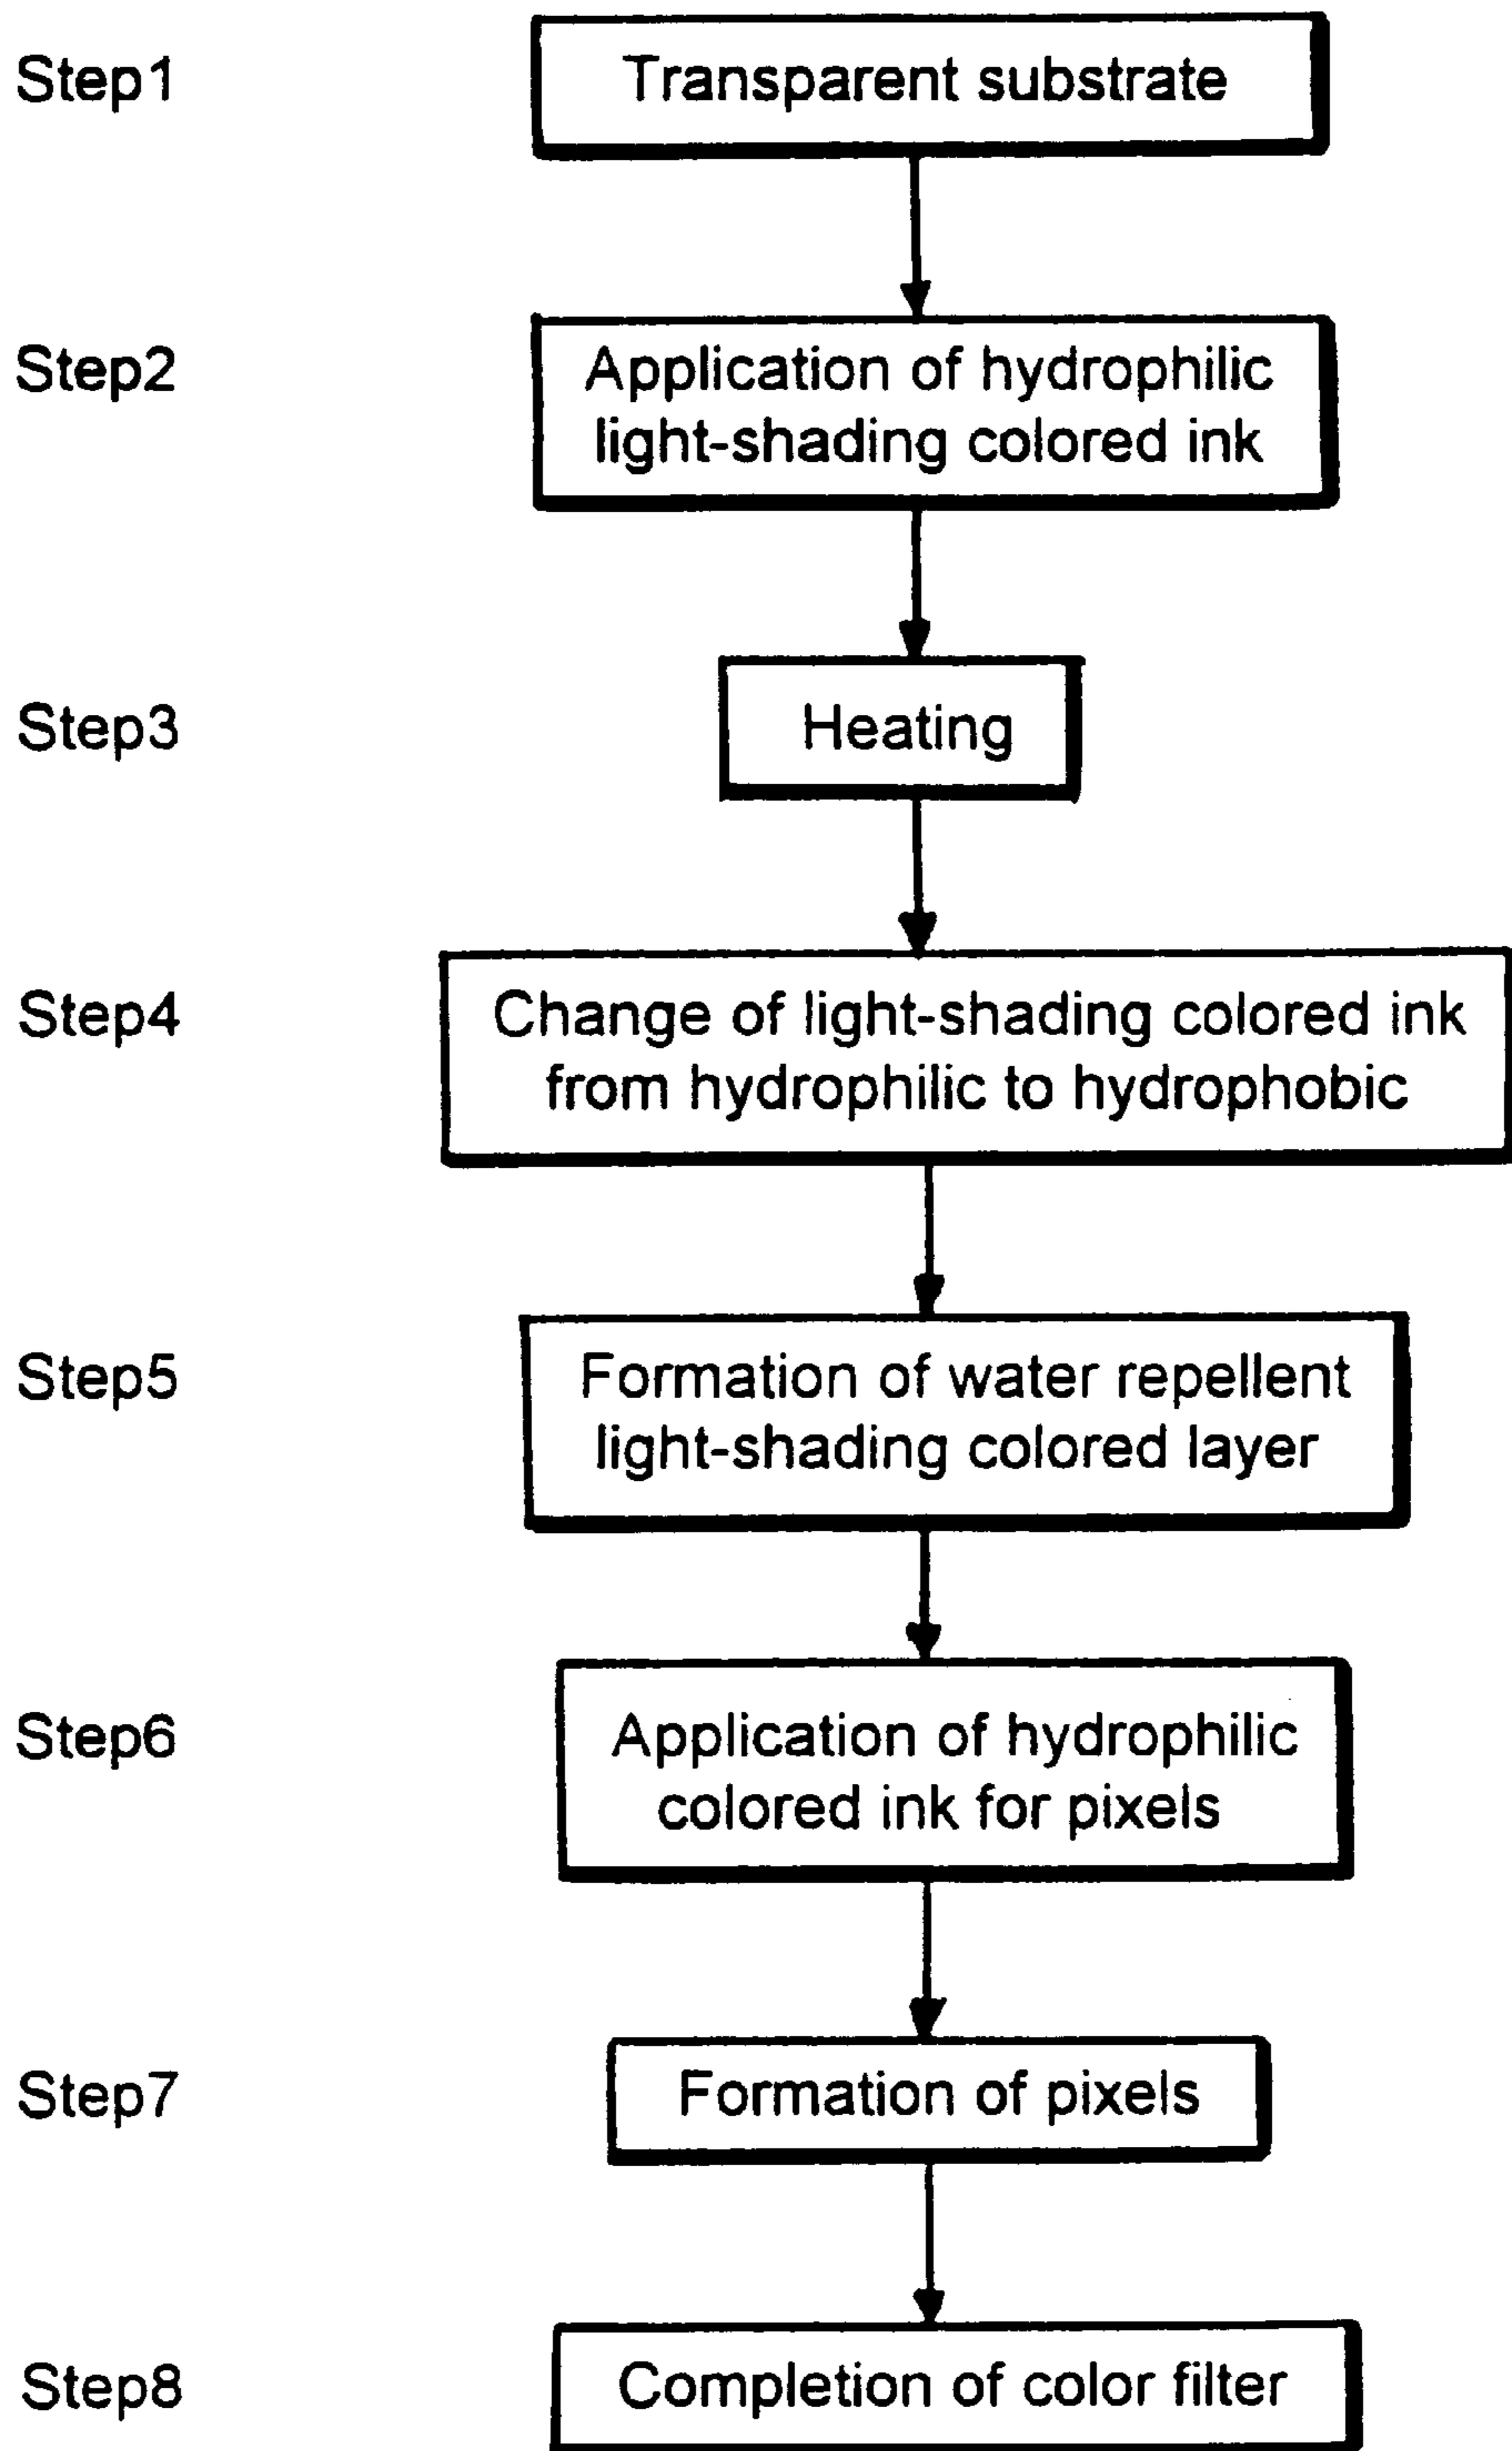 Step1
Transparent substrate
Step2
Application of hydrophilic
light-shading colored ink
Step3
Heating
Step4
Change of light-shading colored ink
from hydrophilic to hydrophobic
Step5
Formation of water repellent
light-shading colored layer
Step6
Application of hydrophilic
colored ink for pixels
Step7
Formation of pixels
Step8
Completion of color filter